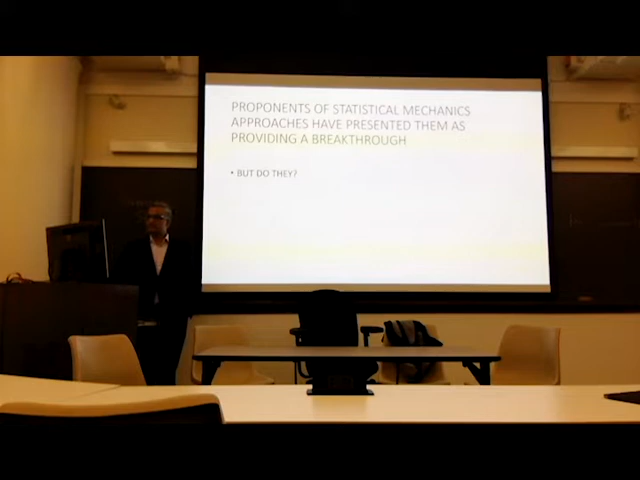 PROPONENTS OF STATISTICAL MECHANICS
APPROACHES HAVE PRESENTED THEM AS
PROVIDING A BREAKTHROUGH
• BUT DO THEY?